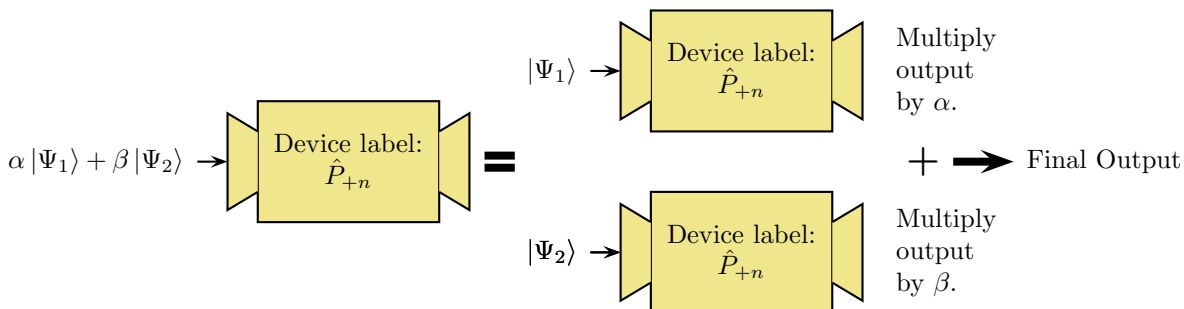 α |Ψ₁⟩ + β |Ψ₂⟩
Device label:
P̂₊ₙ
=
|Ψ₁⟩
Device label:
P̂₊ₙ
Multiply
output
by α.
|Ψ₂⟩
Device label:
P̂₊ₙ
Multiply
output
by β.
+
Final Output